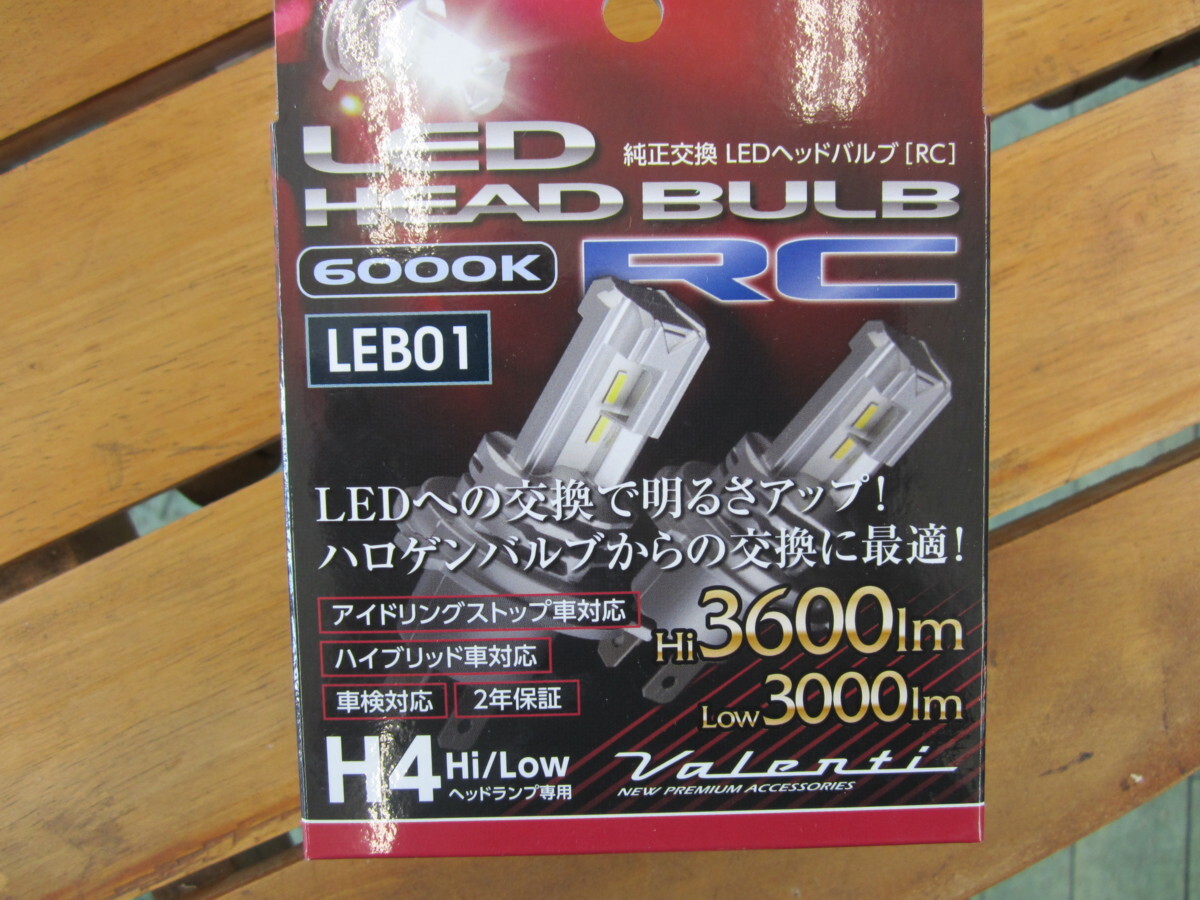 LED
純正交換 LEDヘッドバルブ[RC]
HEAD BULB
6000K
RC
LEB01
LEDへの交換で明るさアップ!
ハロゲンバルブからの交換に最適!
アイドリングストップ車対応
ハイブリッド車対応
車検対応 2年保証
Hi 3600lm
Low 3000lm
H4 Hi/Low
ヘッドランプ専用
Valenti
NEW PREMIUM ACCESSORIES